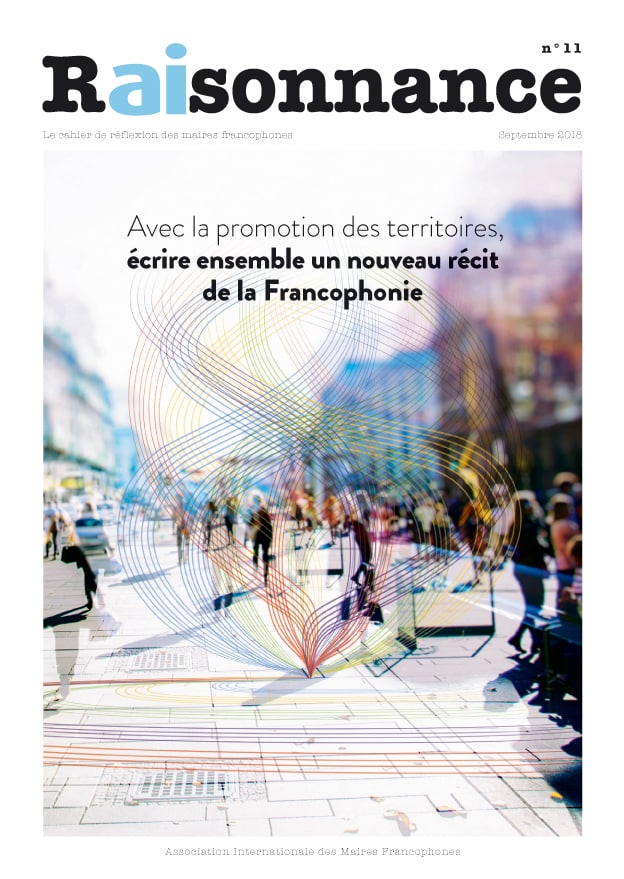 n°11
Raisonnance
Le cahier de réflexion des maires francophones
Septembre 2018
Avec la promotion des territoires,
écrire ensemble un nouveau récit
de la Francophonie
Association Internationale des Maires Francophones